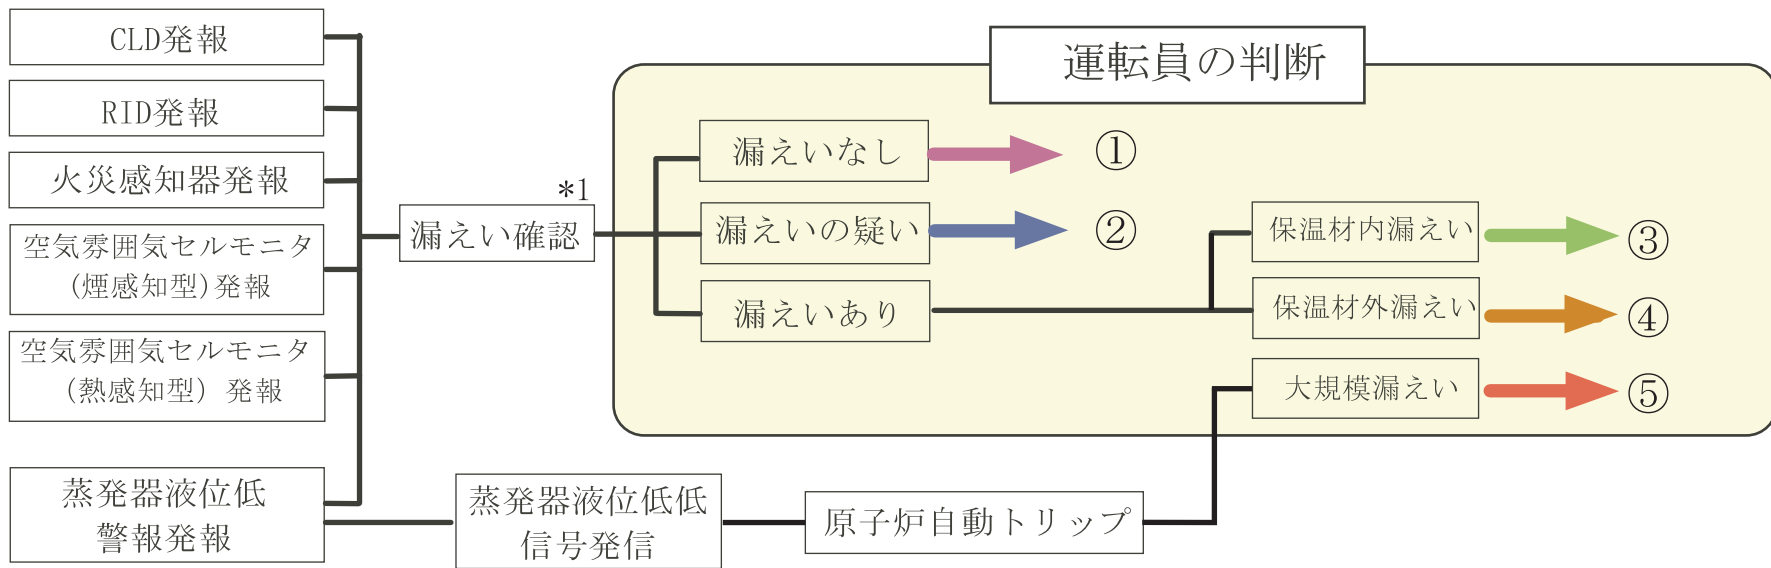 CLD発報
RID発報
火災感知器発報
空気雰囲気セルモニタ
(煙感知型)発報
空気雰囲気セルモニタ
(熱感知型) 発報
蒸発器液位低
警報発報
*1
漏えい確認
運転員の判断
漏えいなし
①
漏えいの疑い
②
漏えいあり
保温材内漏えい
③
保温材外漏えい
④
大規模漏えい
⑤
蒸発器液位低低
信号発信
原子炉自動トリップ